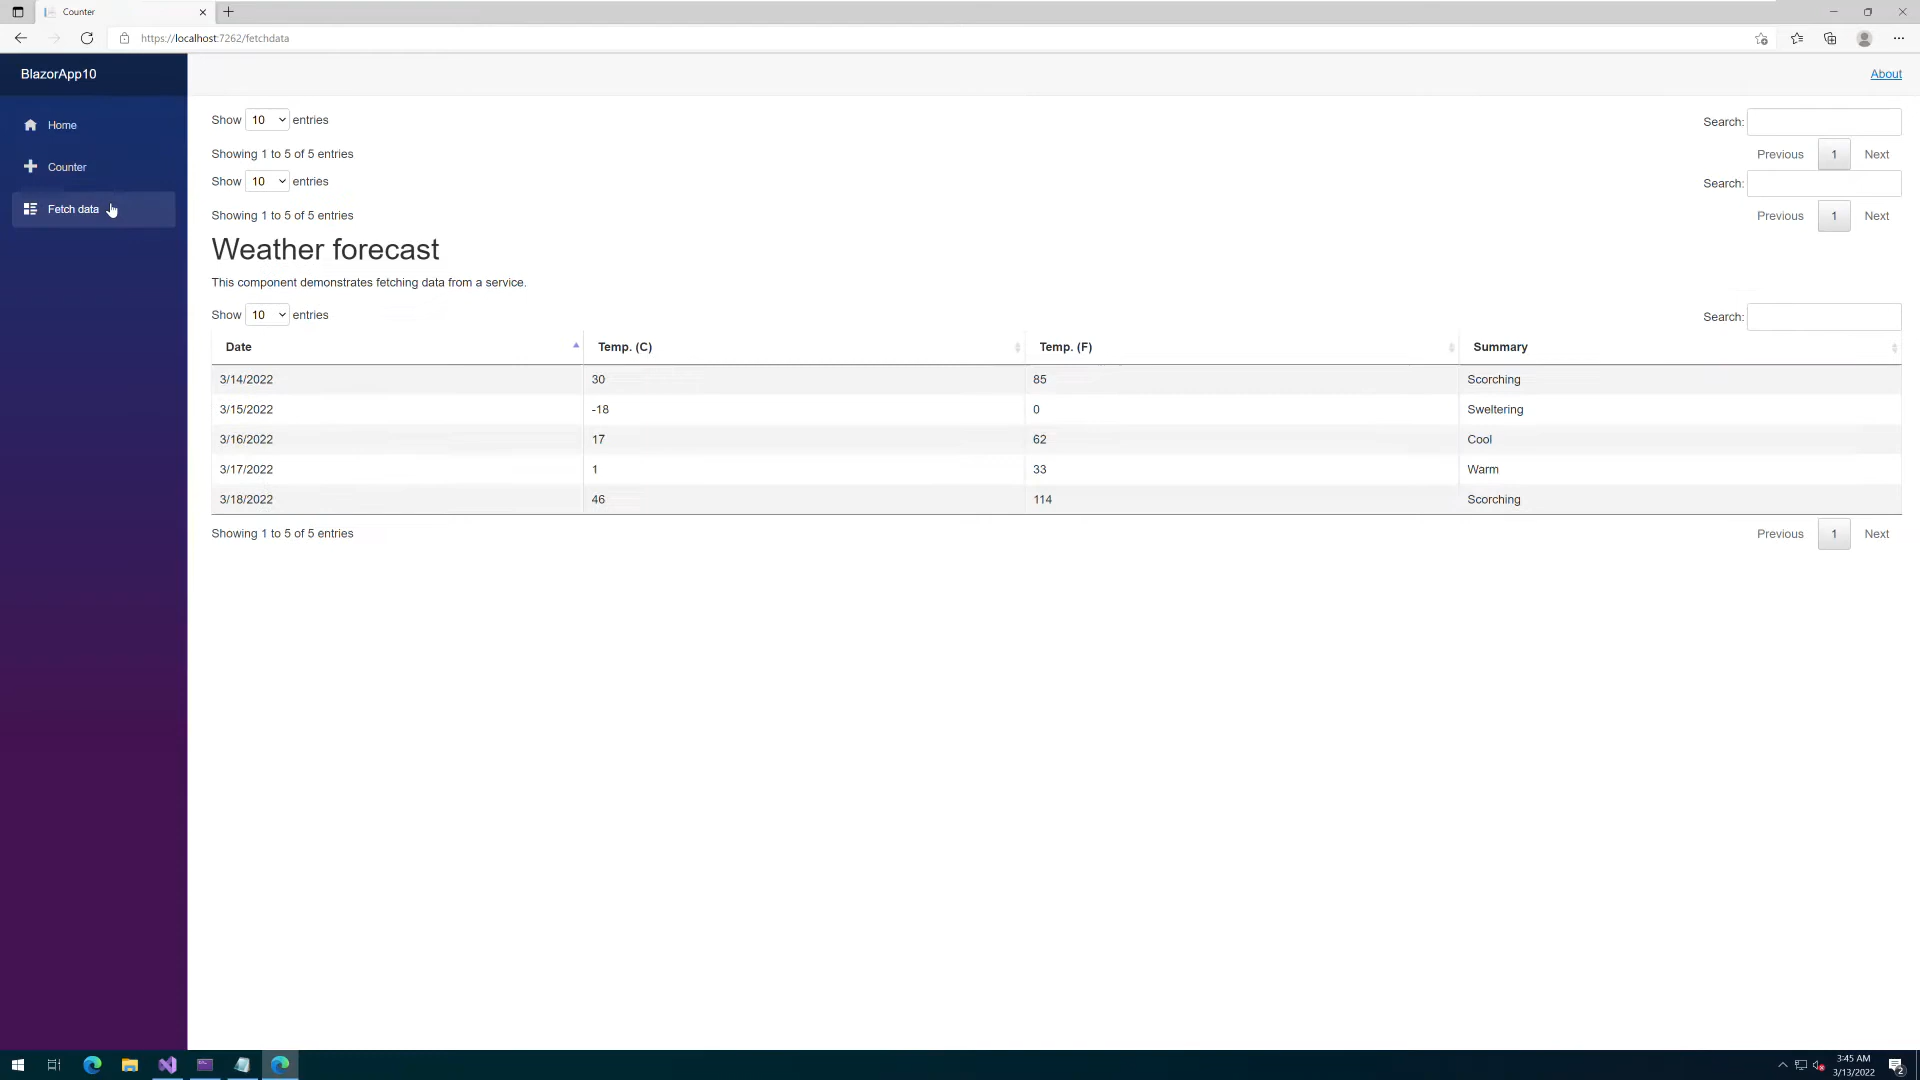 Counter
https://localhost:7262/fetchdata
BlazorApp10
About
Home
Counter
Fetch data
Show 10 entries
Search:
Showing 1 to 5 of 5 entries
Previous 1 Next
Show 10 entries
Search:
Showing 1 to 5 of 5 entries
Previous 1 Next
Weather forecast
This component demonstrates fetching data from a service.
Show 10 entries
Search:
Date Temp. (C) Temp. (F) Summary
3/14/2022 30 85 Scorching
3/15/2022 -18 0 Sweltering
3/16/2022 17 62 Cool
3/17/2022 1 33 Warm
3/18/2022 46 114 Scorching
Showing 1 to 5 of 5 entries
Previous 1 Next
3:45 AM
3/13/2022
2